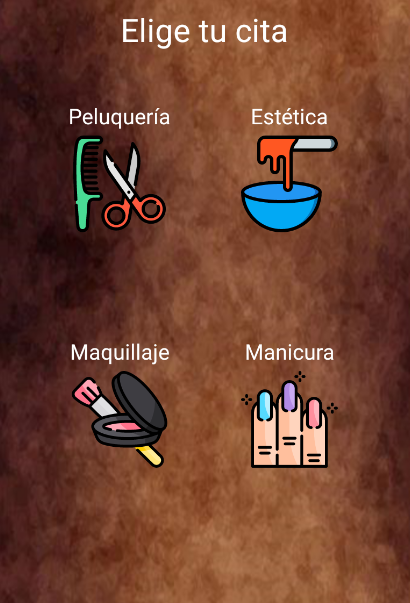 Elige tu cita
Peluquería
Estética
Maquillaje
Manicura